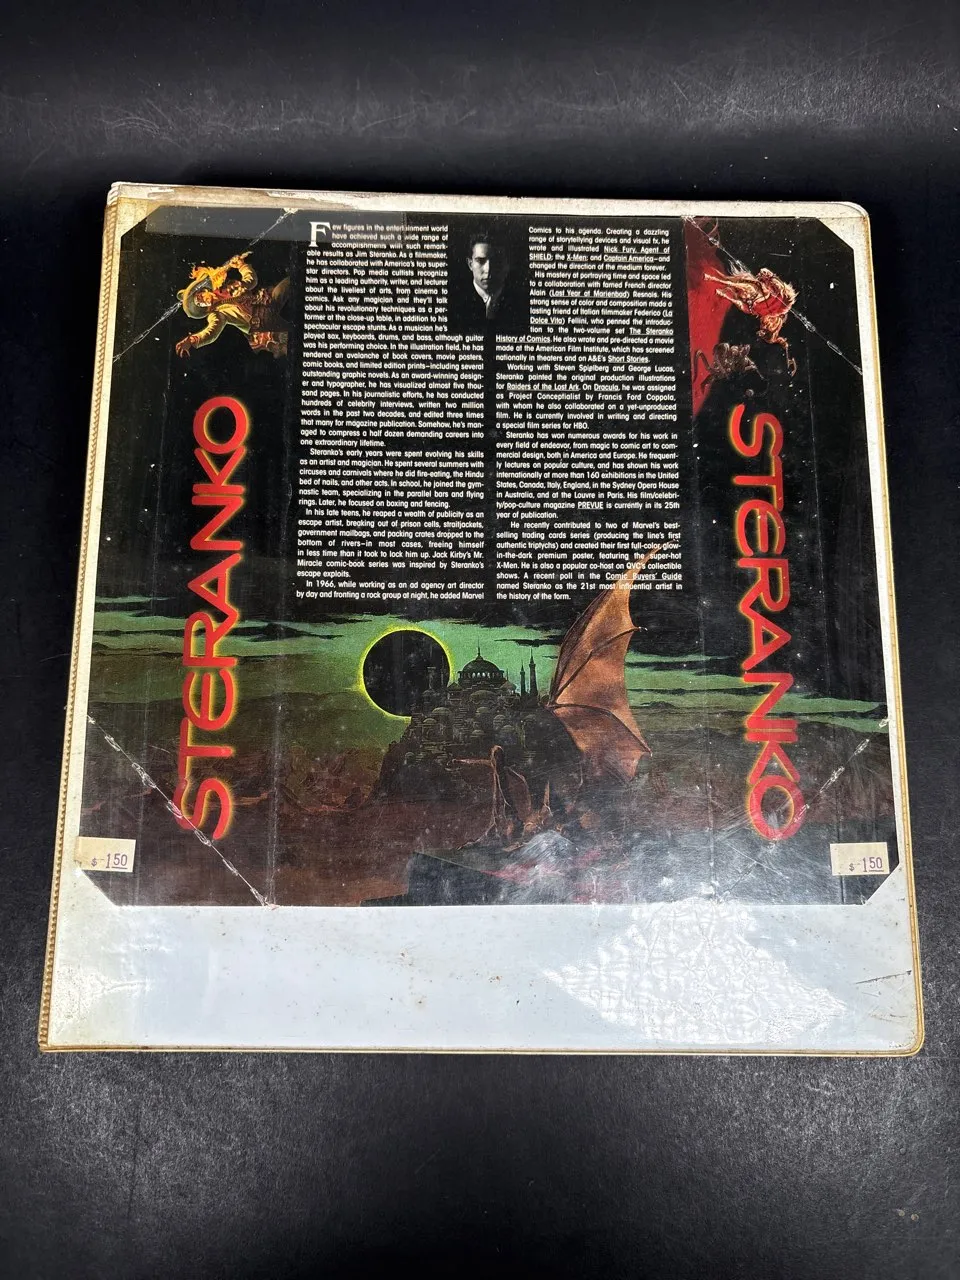 Few figures in the entertainment world
have achieved such a wide range of
accomplishments with such remark-
able results as Jim Steranko. As a filmmaker,
he has collaborated with America's top super-
star directors. Pop media cultists recognize
him as a leading authority, writer, and lecturer
about the liveliest of arts, from cinema to
comics. Ask any magician and they'll talk
about his revolutionary techniques as a per-
former at the close-up table, in addition to his
spectacular escape stunts. As a musician he's
played sax, keyboards, drums, and bass, although guitar
was his performing choice. In the illustration field, he has
rendered an avalanche of book covers, movie posters,
comic books, and limited edition prints–including several
outstanding graphic novels. As an award-winning design-
er and typographer, he has visualized almost five thou-
sand pages. In his journalistic efforts, he has conducted
hundreds of celebrity interviews, written two million
words in the past two decades, and edited three times
that many for magazine publication. Somehow, he's man-
aged to compress a half dozen demanding careers into
one extraordinary lifetime.
Steranko's early years were spent evolving his skills
as an artist and magician. He spent several summers with
circuses and carnivals where he did fire-eating, the Hindu
bed of nails, and other acts. In school, he joined the gym-
nastic team, specializing in the parallel bars and flying
rings. Later, he focused on boxing and fencing.
In his late teens, he reaped a wealth of publicity as an
escape artist, breaking out of prison cells, straitjackets,
government mailbags, and packing crates dropped to the
bottom of rivers–in most cases, freeing himself
in less time than it took to lock him up. Jack Kirby's Mr.
Miracle comic-book series was inspired by Steranko's
escape exploits.
In 1966, while working as an ad agency art director
by day and fronting a rock group at night, he added Marvel
Comics to his agenda. Creating a dazzling
range of storytelling devices and visual fx, he
wrote and illustrated Nick Fury, Agent of
SHIELD; the X-Men; and Captain America–and
changed the direction of the medium forever.
His mastery of portraying time and space led
to a collaboration with famed French director
Alain (Last Year at Marienbad) Resnais. His
strong sense of color and composition made a
lasting friend of Italian filmmaker Federico (La
Dolce Vita) Fellini, who penned the introduc-
tion to the two-volume set The Steranko
History of Comics. He also wrote and pre-directed a movie
made at the American Film Institute, which has screened
nationally in theaters and on A&E's Short Stories.
Working with Steven Spielberg and George Lucas,
Steranko painted the original production illustrations
for Raiders of the Lost Ark. On Dracula, he was assigned
as Project Conceptialist by Francis Ford Coppola,
with whom he also collaborated on a yet-unproduced
film. He is currently involved in writing and directing
a special film series for HBO.
Steranko has won numerous awards for his work in
every field of endeavor, from magic to comic art to com-
mercial design, both in America and Europe. He frequent-
ly lectures on popular culture, and has shown his work
internationally at more than 160 exhibitions in the United
States, Canada, Italy, England, in the Sydney Opera House
in Australia, and at the Louvre in Paris. His film/celebri-
ty/pop-culture magazine PREVUE is currently in its 25th
year of publication.
He recently contributed to two of Marvel's best-
selling trading cards series (producing the line's first
authentic triptychs) and created their first full-color, glow-
in-the-dark premium poster, featuring the super-hot
X-Men. He is also a popular co-host on QVC's collectible
shows. A recent poll in the Comic Buyers' Guide
named Steranko as the 21st most influential artist in
the history of the form.
STERANKO
STERANKO
$ 1.50
$ 1.50